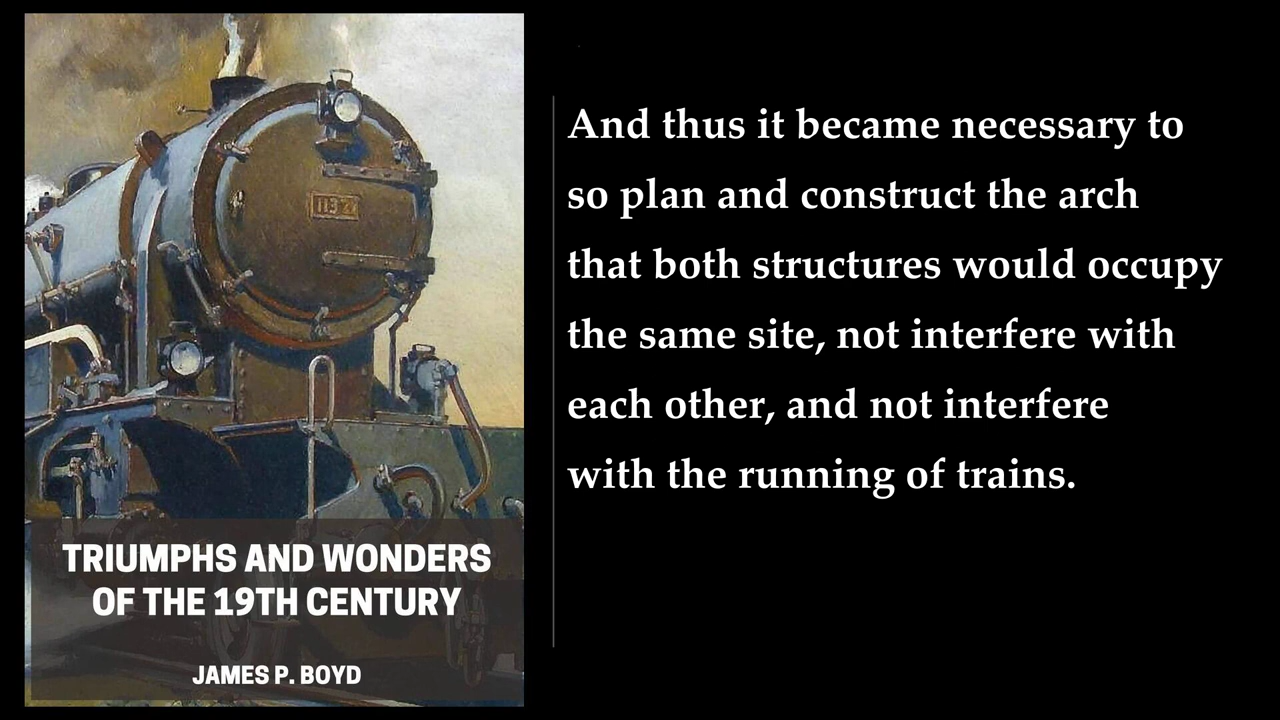 And thus it became necessary to
so plan and construct the arch
that both structures would occupy
the same site, not interfere with
each other, and not interfere
with the running of trains.
TRIUMPHS AND WONDERS
OF THE 19TH CENTURY
JAMES P. BOYD